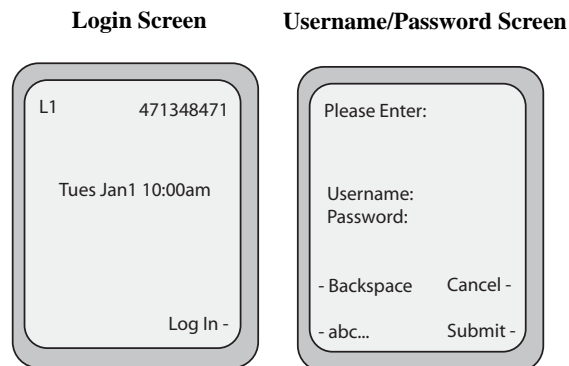 Login Screen
Username/Password Screen
L1 471348471
Tues Jan1 10:00am
Log In -
Please Enter:
Username:
Password:
- Backspace Cancel -
- abc... Submit -